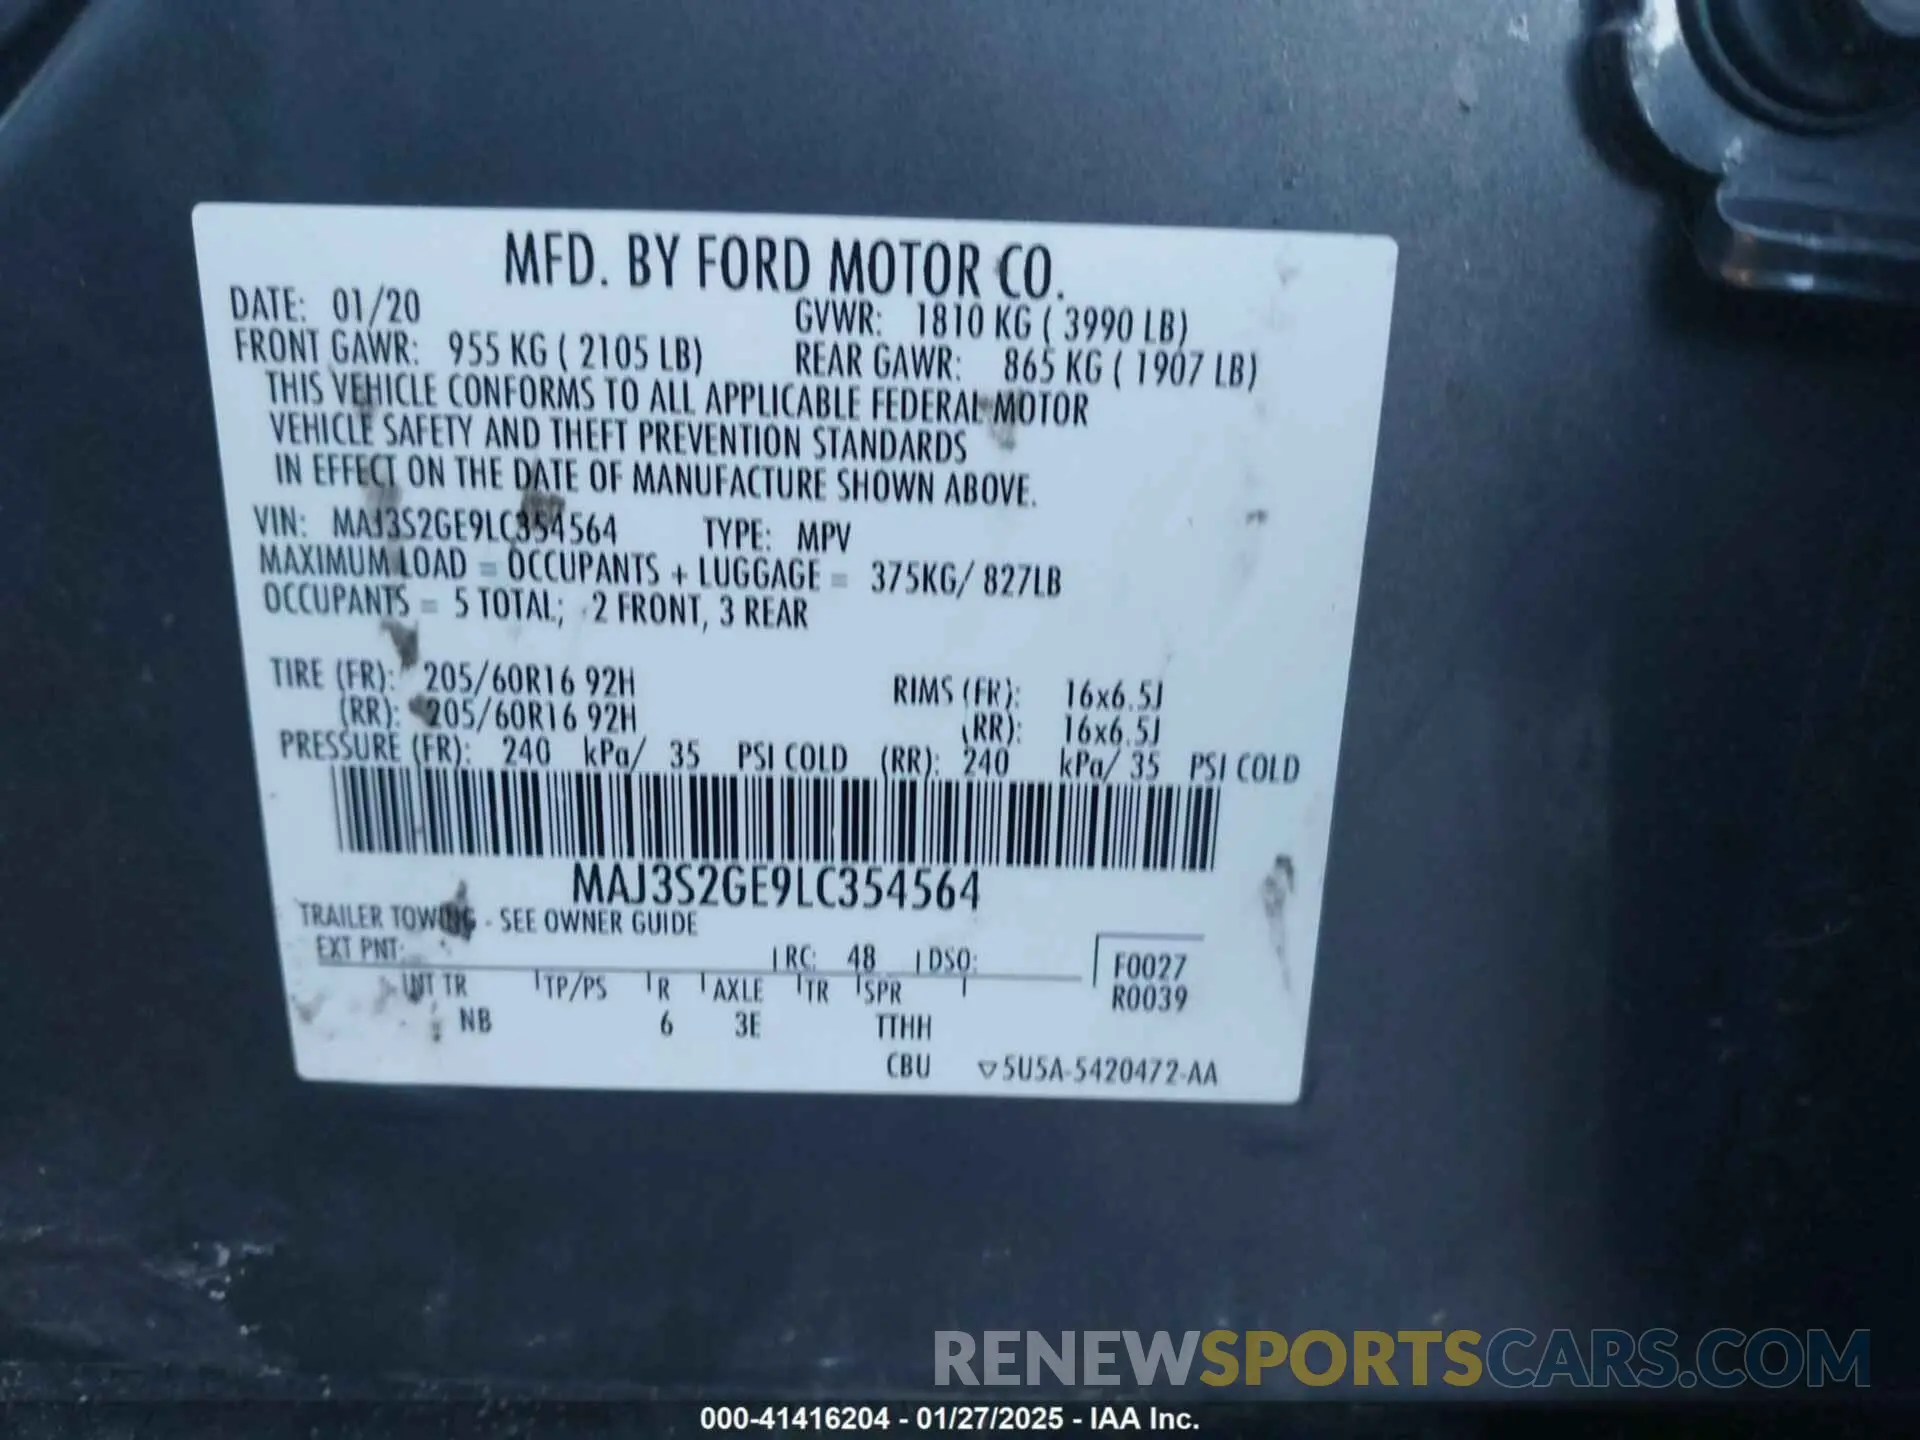 MFD. BY FORD MOTOR CO.
DATE: 01/20 GVWR: 1810 KG ( 3990 LB)
FRONT GAWR: 955 KG ( 2105 LB) REAR GAWR: 865 KG ( 1907 LB)
THIS VEHICLE CONFORMS TO ALL APPLICABLE FEDERAL MOTOR
VEHICLE SAFETY AND THEFT PREVENTION STANDARDS
IN EFFECT ON THE DATE OF MANUFACTURE SHOWN ABOVE.
VIN: MAJ3S2GE9LC354564 TYPE: MPV
MAXIMUM LOAD = OCCUPANTS + LUGGAGE = 375KG/ 827LB
OCCUPANTS = 5 TOTAL; 2 FRONT, 3 REAR
TIRE (FR): 205/60R16 92H RIMS (FR): 16x6.5J
(RR): 205/60R16 92H (RR): 16x6.5J
PRESSURE (FR): 240 kPa/ 35 PSI COLD (RR): 240 kPa/ 35 PSI COLD
MAJ3S2GE9LC354564
TRAILER TOWING - SEE OWNER GUIDE
EXT PNT: RC: 48 DSO: F0027
INT TR TP/PS R AXLE TR SPR R0039
NB 6 3E TTHH
CBU ▽5U5A-5420472-AA
RENEWSPORTSCARS.COM
000-41416204 - 01/27/2025 - IAA Inc.